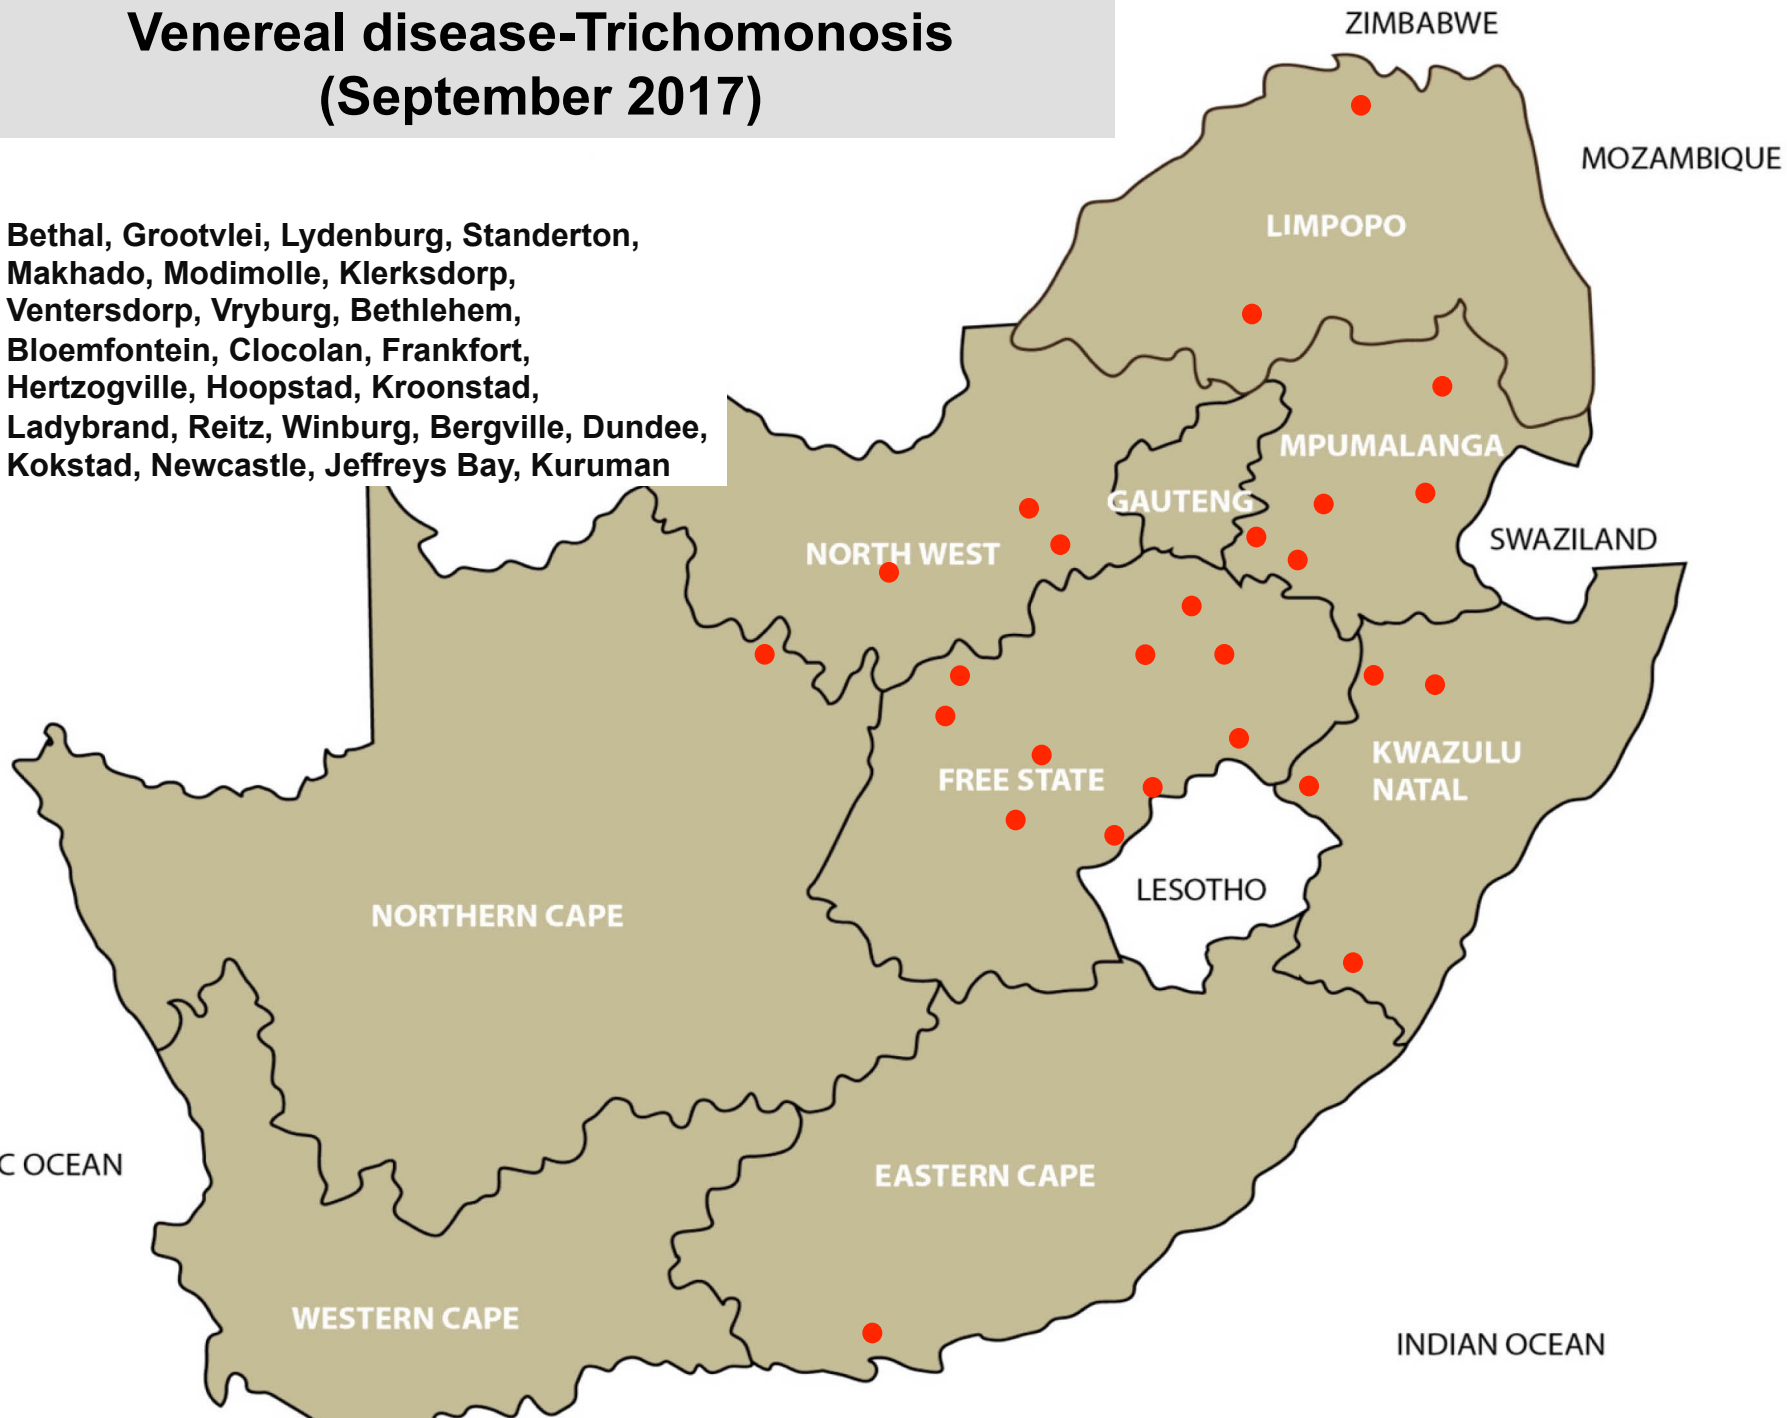 Venereal disease-Trichomonosis
(September 2017)
ZIMBABWE
MOZAMBIQUE
LIMPOPO
Bethal, Grootvlei, Lydenburg, Standerton,
Makhado, Modimolle, Klerksdorp,
Ventersdorp, Vryburg, Bethlehem,
Bloemfontein, Clocolan, Frankfort,
Hertzogville, Hoopstad, Kroonstad,
Ladybrand, Reitz, Winburg, Bergville, Dundee,
Kokstad, Newcastle, Jeffreys Bay, Kuruman
MPUMALANGA
GAUTENG
SWAZILAND
NORTH WEST
KWAZULU
NATAL
FREE STATE
LESOTHO
NORTHERN CAPE
C OCEAN
EASTERN CAPE
WESTERN CAPE
INDIAN OCEAN